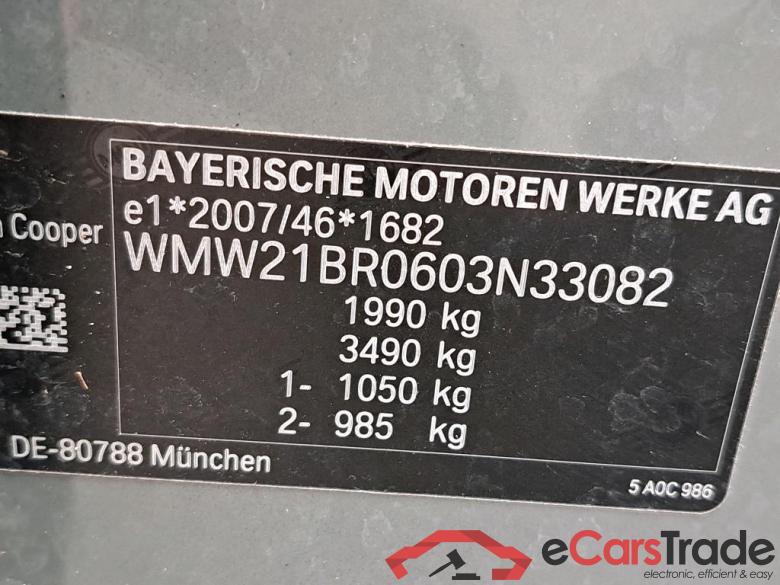 BAYERISCHE MOTOREN WERKE AG
e1*2007/46*1682
Cooper
WMW21BR0603N33082
1990 kg
3490 kg
1- 1050 kg
2- 985 kg
DE-80788 München
5 A0C 986
eCarsTrade
electronic, efficient & easy